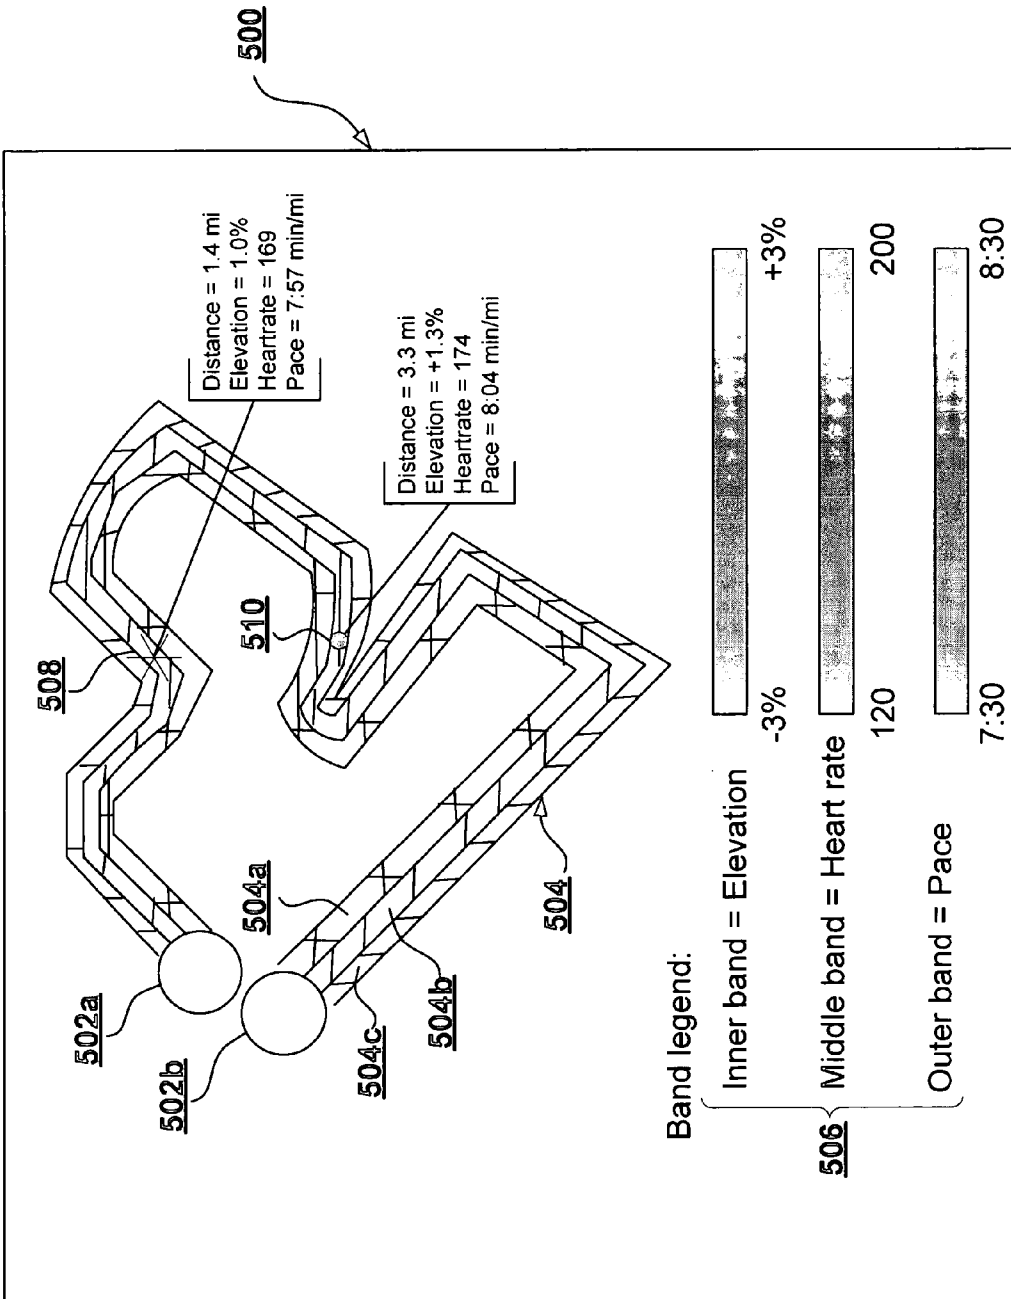 500
508
Distance = 1.4 mi
Elevation = 1.0%
Heartrate = 169
Pace = 7:57 min/mi
502a
510
Distance = 3.3 mi
Elevation = +1.3%
Heartrate = 174
Pace = 8:04 min/mi
502b
504a
504c
504b
504
Band legend:
506
Inner band = Elevation
-3%
+3%
Middle band = Heart rate
120
200
Outer band = Pace
7:30
8:30